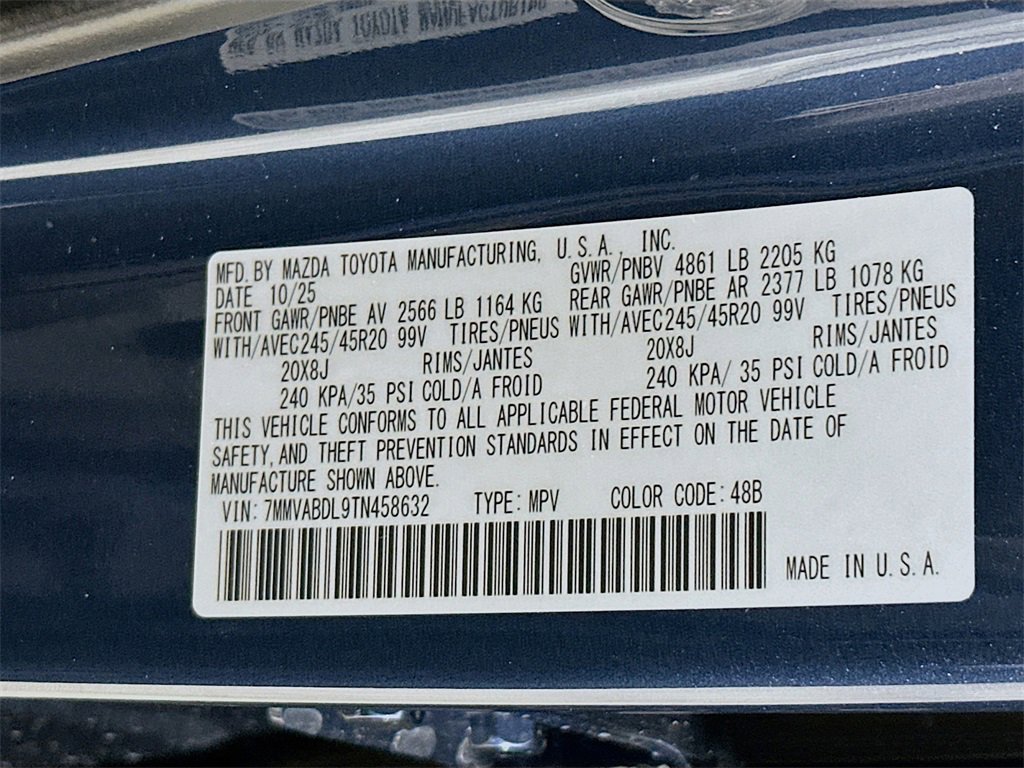 MFD. BY MAZDA TOYOTA MANUFACTURING, U.S.A., INC.
DATE 10/25 GVWR/PNBV 4861 LB 2205 KG
FRONT GAWR/PNBE AV 2566 LB 1164 KG REAR GAWR/PNBE AR 2377 LB 1078 KG
WITH/AVEC245/45R20 99V TIRES/PNEUS WITH/AVEC245/45R20 99V TIRES/PNEUS
20X8J RIMS/JANTES 20X8J RIMS/JANTES
240 KPA/35 PSI COLD/A FROID 240 KPA/ 35 PSI COLD/A FROID
THIS VEHICLE CONFORMS TO ALL APPLICABLE FEDERAL MOTOR VEHICLE
SAFETY, AND THEFT PREVENTION STANDARDS IN EFFECT ON THE DATE OF
MANUFACTURE SHOWN ABOVE.
VIN: 7MMVABDL9TN458632 TYPE: MPV COLOR CODE: 48B
MADE IN U.S.A.